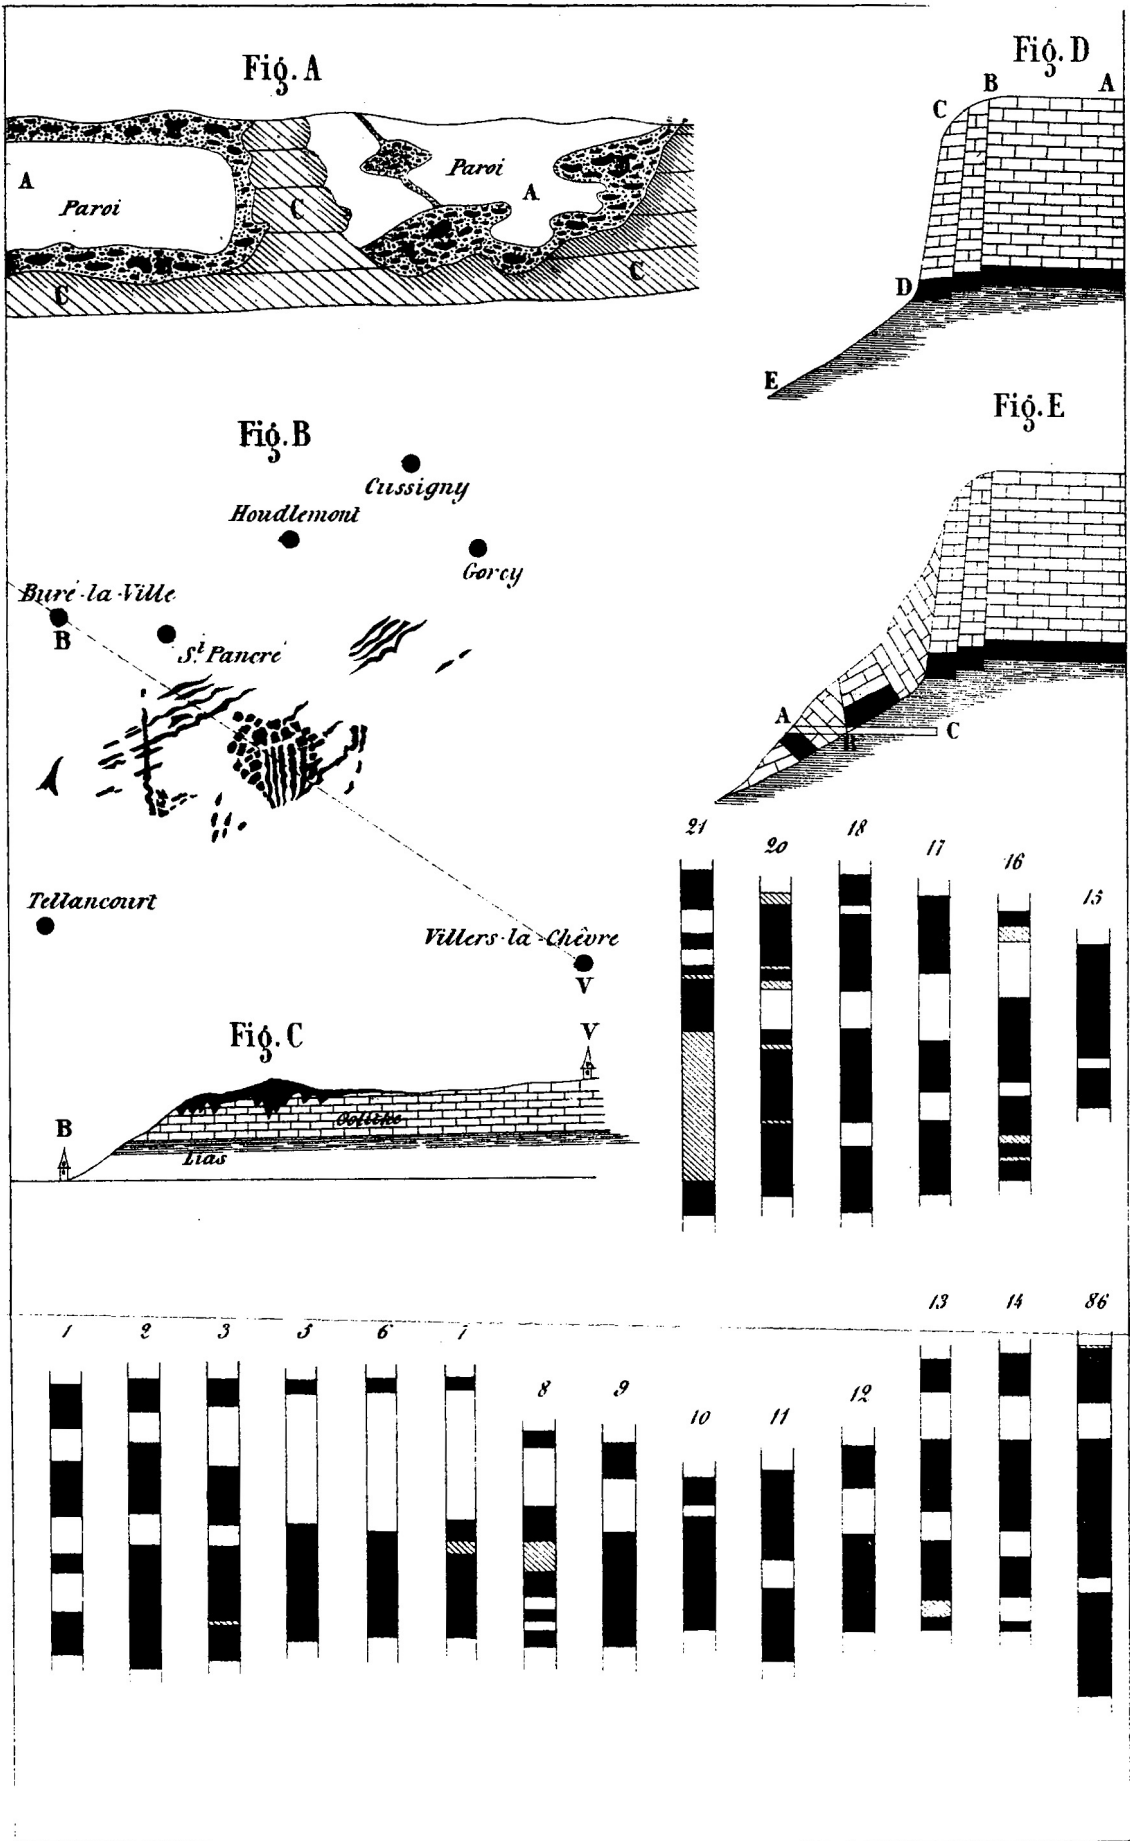 Fig. A
A
Paroi
C
C
Paroi
A
C
Fig. D
C
B
A
D
E
Fig. B
Cussigny
Houdlemont
Gorcy
Buré-la-Ville
B
St. Pancré
Tellancourt
Villers-la-Chêvre
V
Fig. E
A
B
C
Fig. C
V
B
Oolithe
Lias
21
20
18
17
16
15
1
2
3
5
6
7
8
9
10
11
12
13
14
86